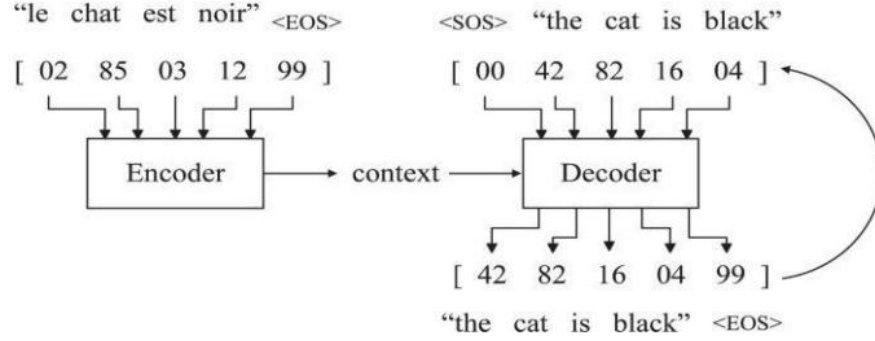 “le chat est noir” <EOS>
<SOS> “the cat is black”
[ 02 85 03 12 99 ]
[ 00 42 82 16 04 ]
Encoder
context
Decoder
[ 42 82 16 04 99 ]
“the cat is black” <EOS>